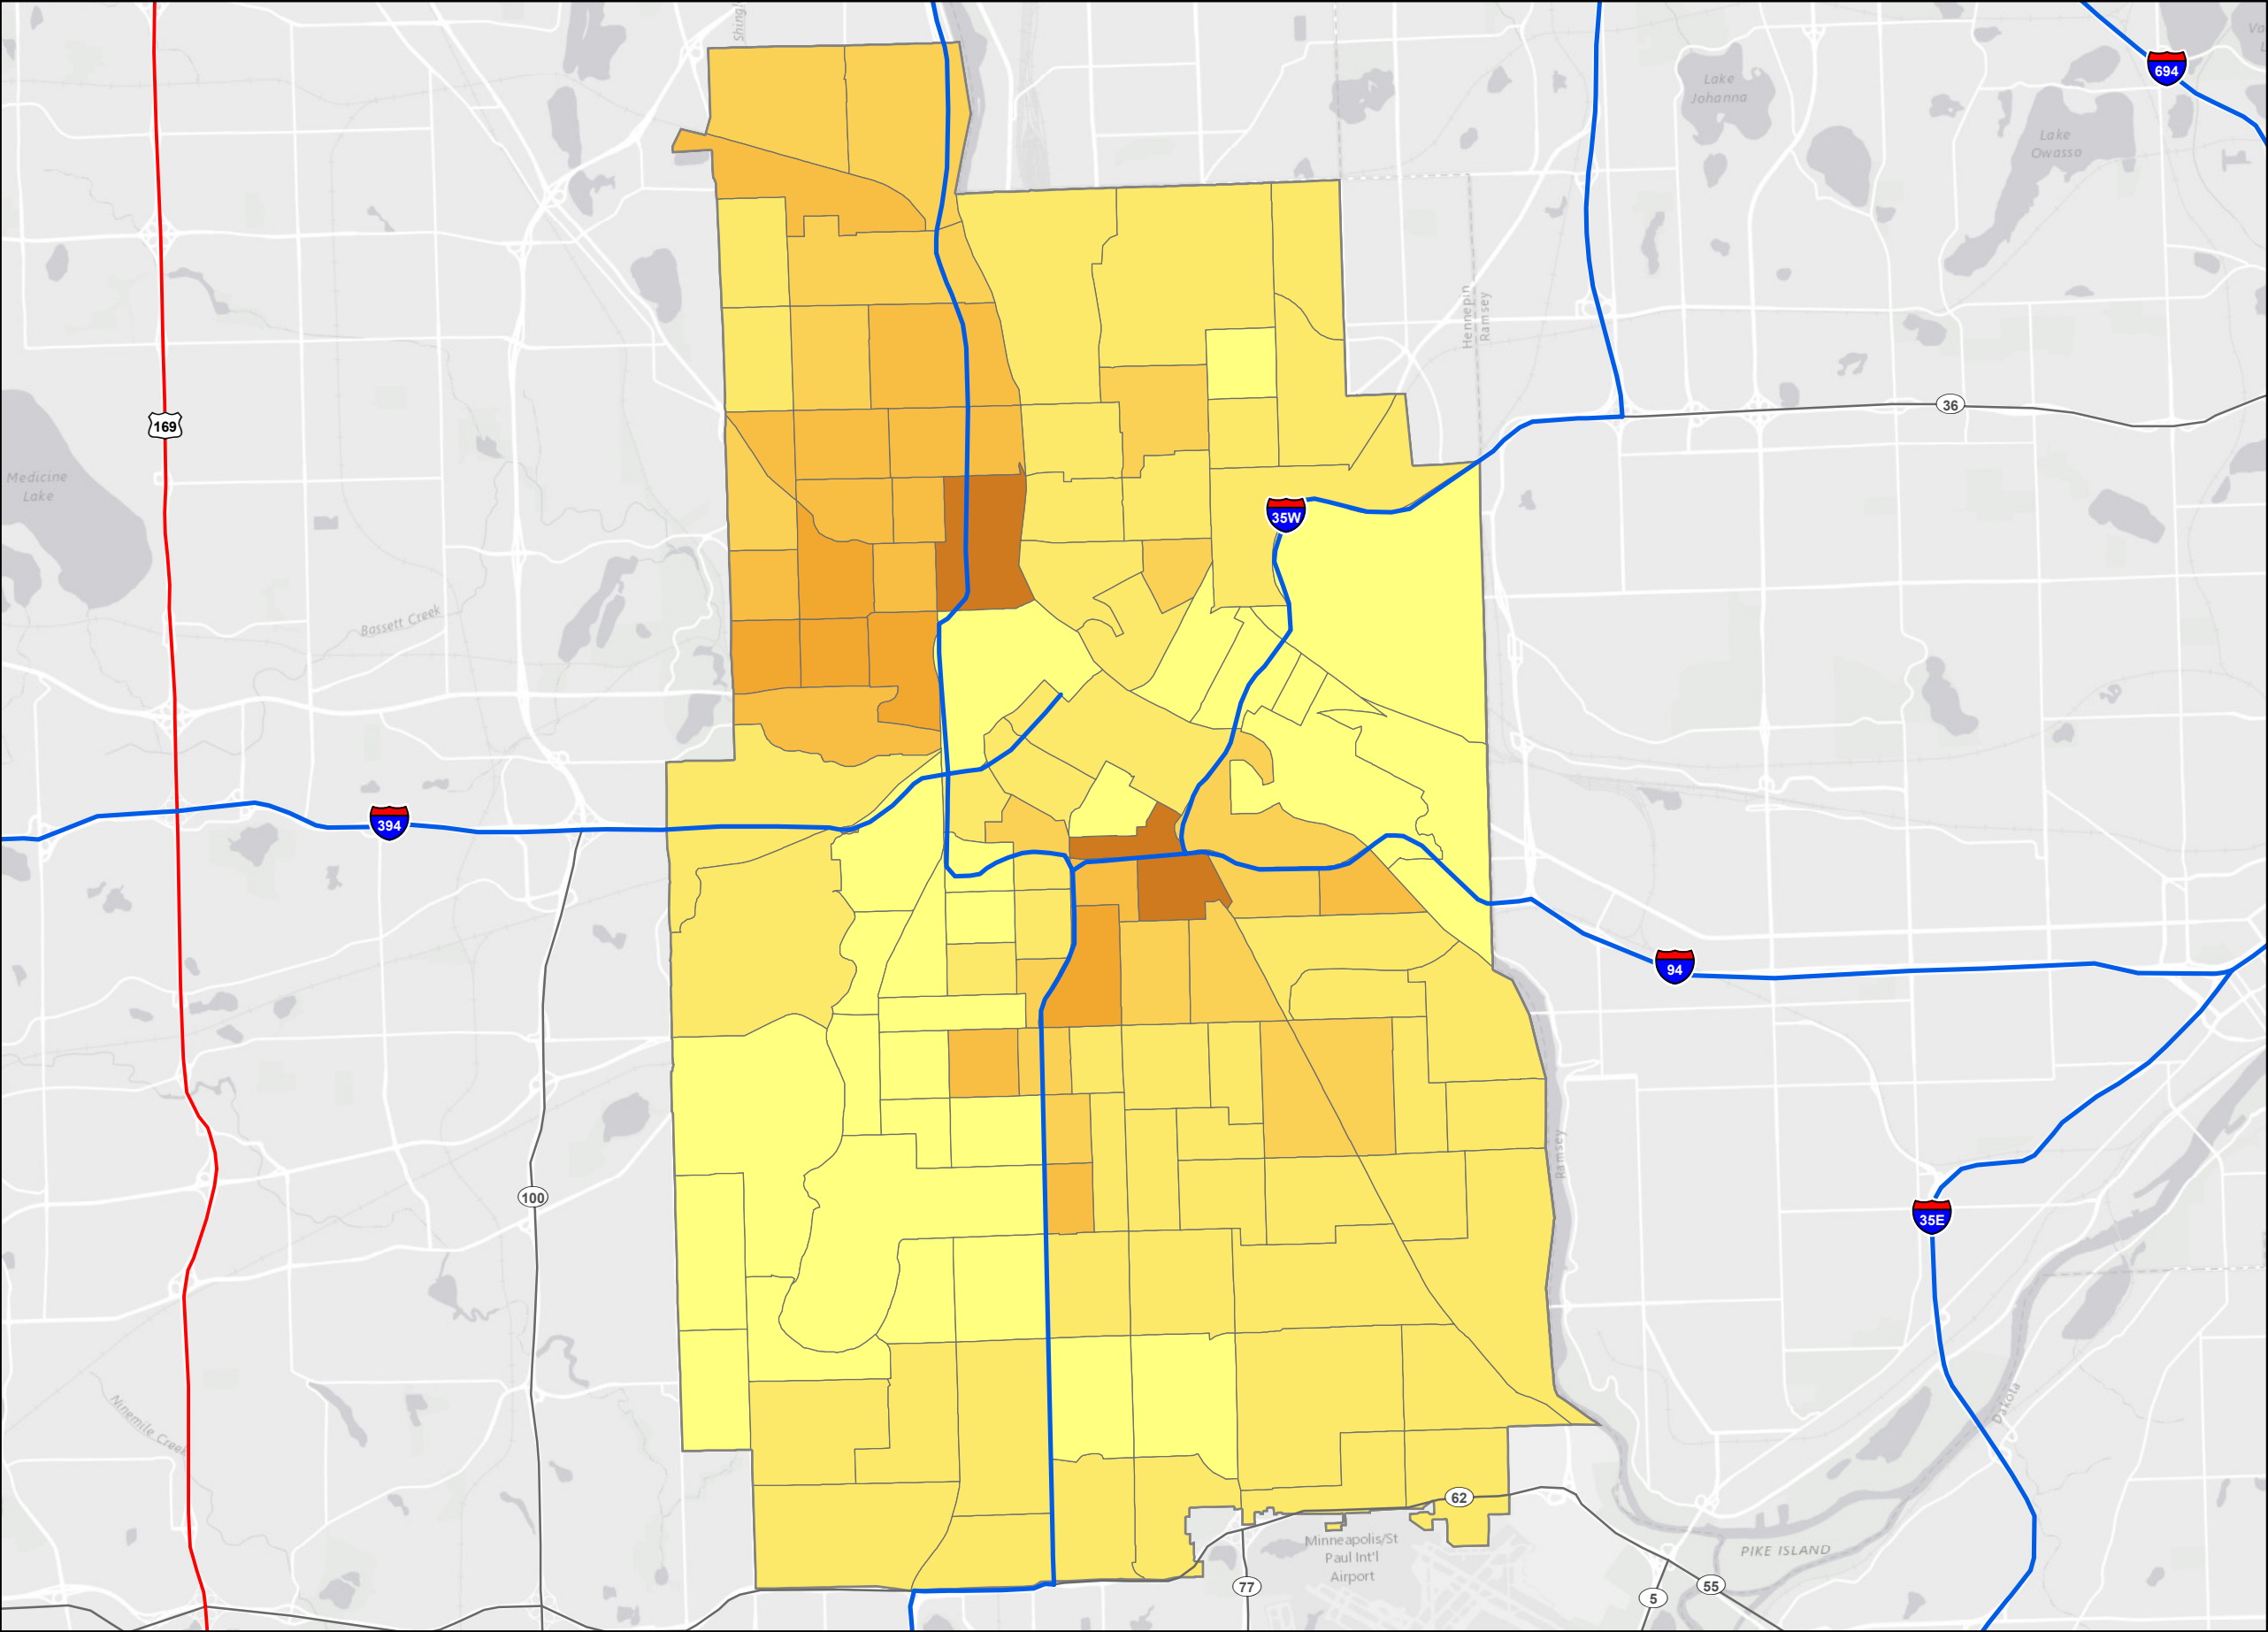 Shingl
694
Lake
Johanna
Lake
Owasso
Hennepin
Ramsey
36
169
Medicine
Lake
35W
Bassett Creek
394
94
Ramsey
100
35E
Ninemile Creek
Dakota
62
Minneapolis/St
Paul Int'l
Airport
PIKE ISLAND
77
5
55